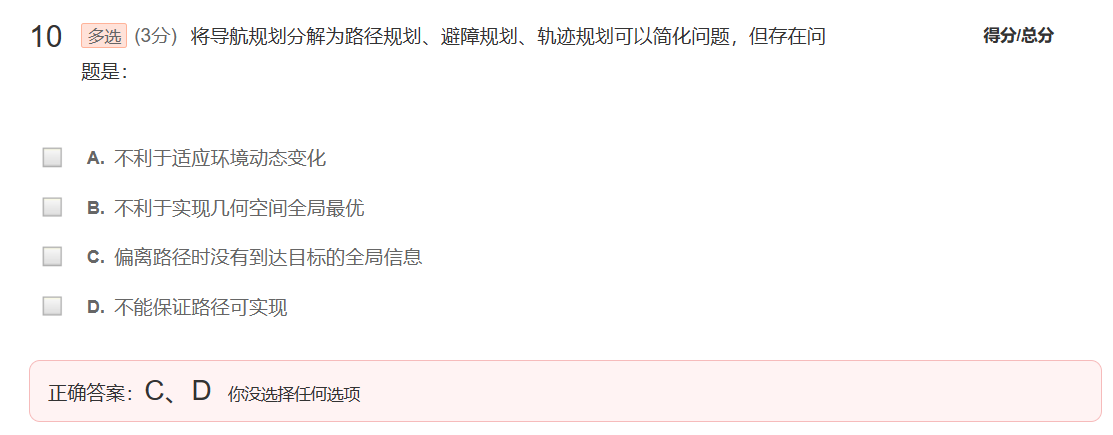 10 多选 (3分) 将导航规划分解为路径规划、避障规划、轨迹规划可以简化问题，但存在问 得分/总分
题是：
A. 不利于适应环境动态变化
B. 不利于实现几何空间全局最优
C. 偏离路径时没有到达目标的全局信息
D. 不能保证路径可实现
正确答案：C、D 你没选择任何选项